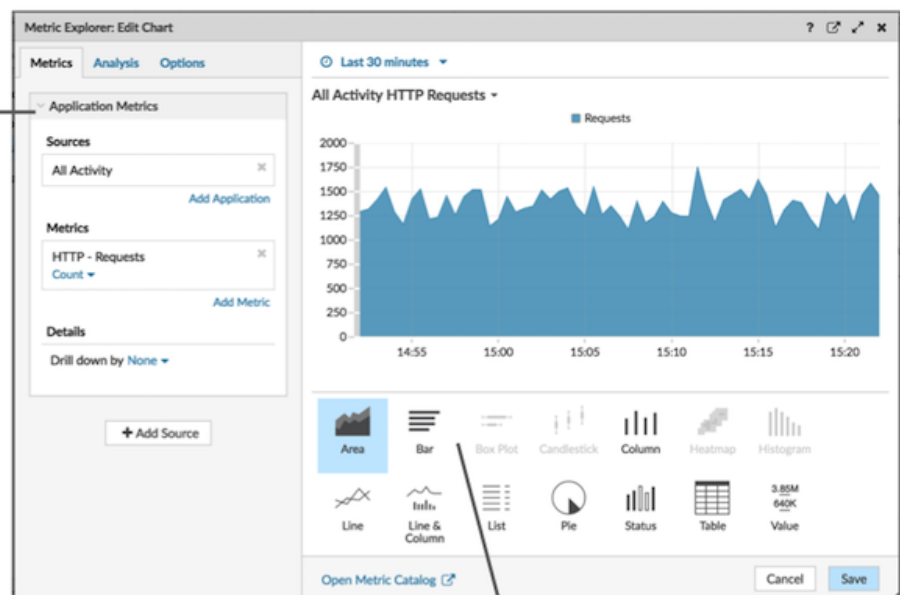 Metric Explorer: Edit Chart
?
Metrics
Analysis
Options
Application Metrics
Sources
All Activity
Add Application
Metrics
HTTP - Requests
Count
Add Metric
Details
Drill down by None
+ Add Source
Last 30 minutes
All Activity HTTP Requests
Requests
2000
1750
1500
1250
1000
750
500
250
0
14:55 15:00 15:05 15:10 15:15 15:20
Area Bar Box Plot Candlestick Column Heatmap Histogram
3.85M
640K
Line Line & Column List Pie Status Table Value
Open Metric Catalog
Cancel
Save